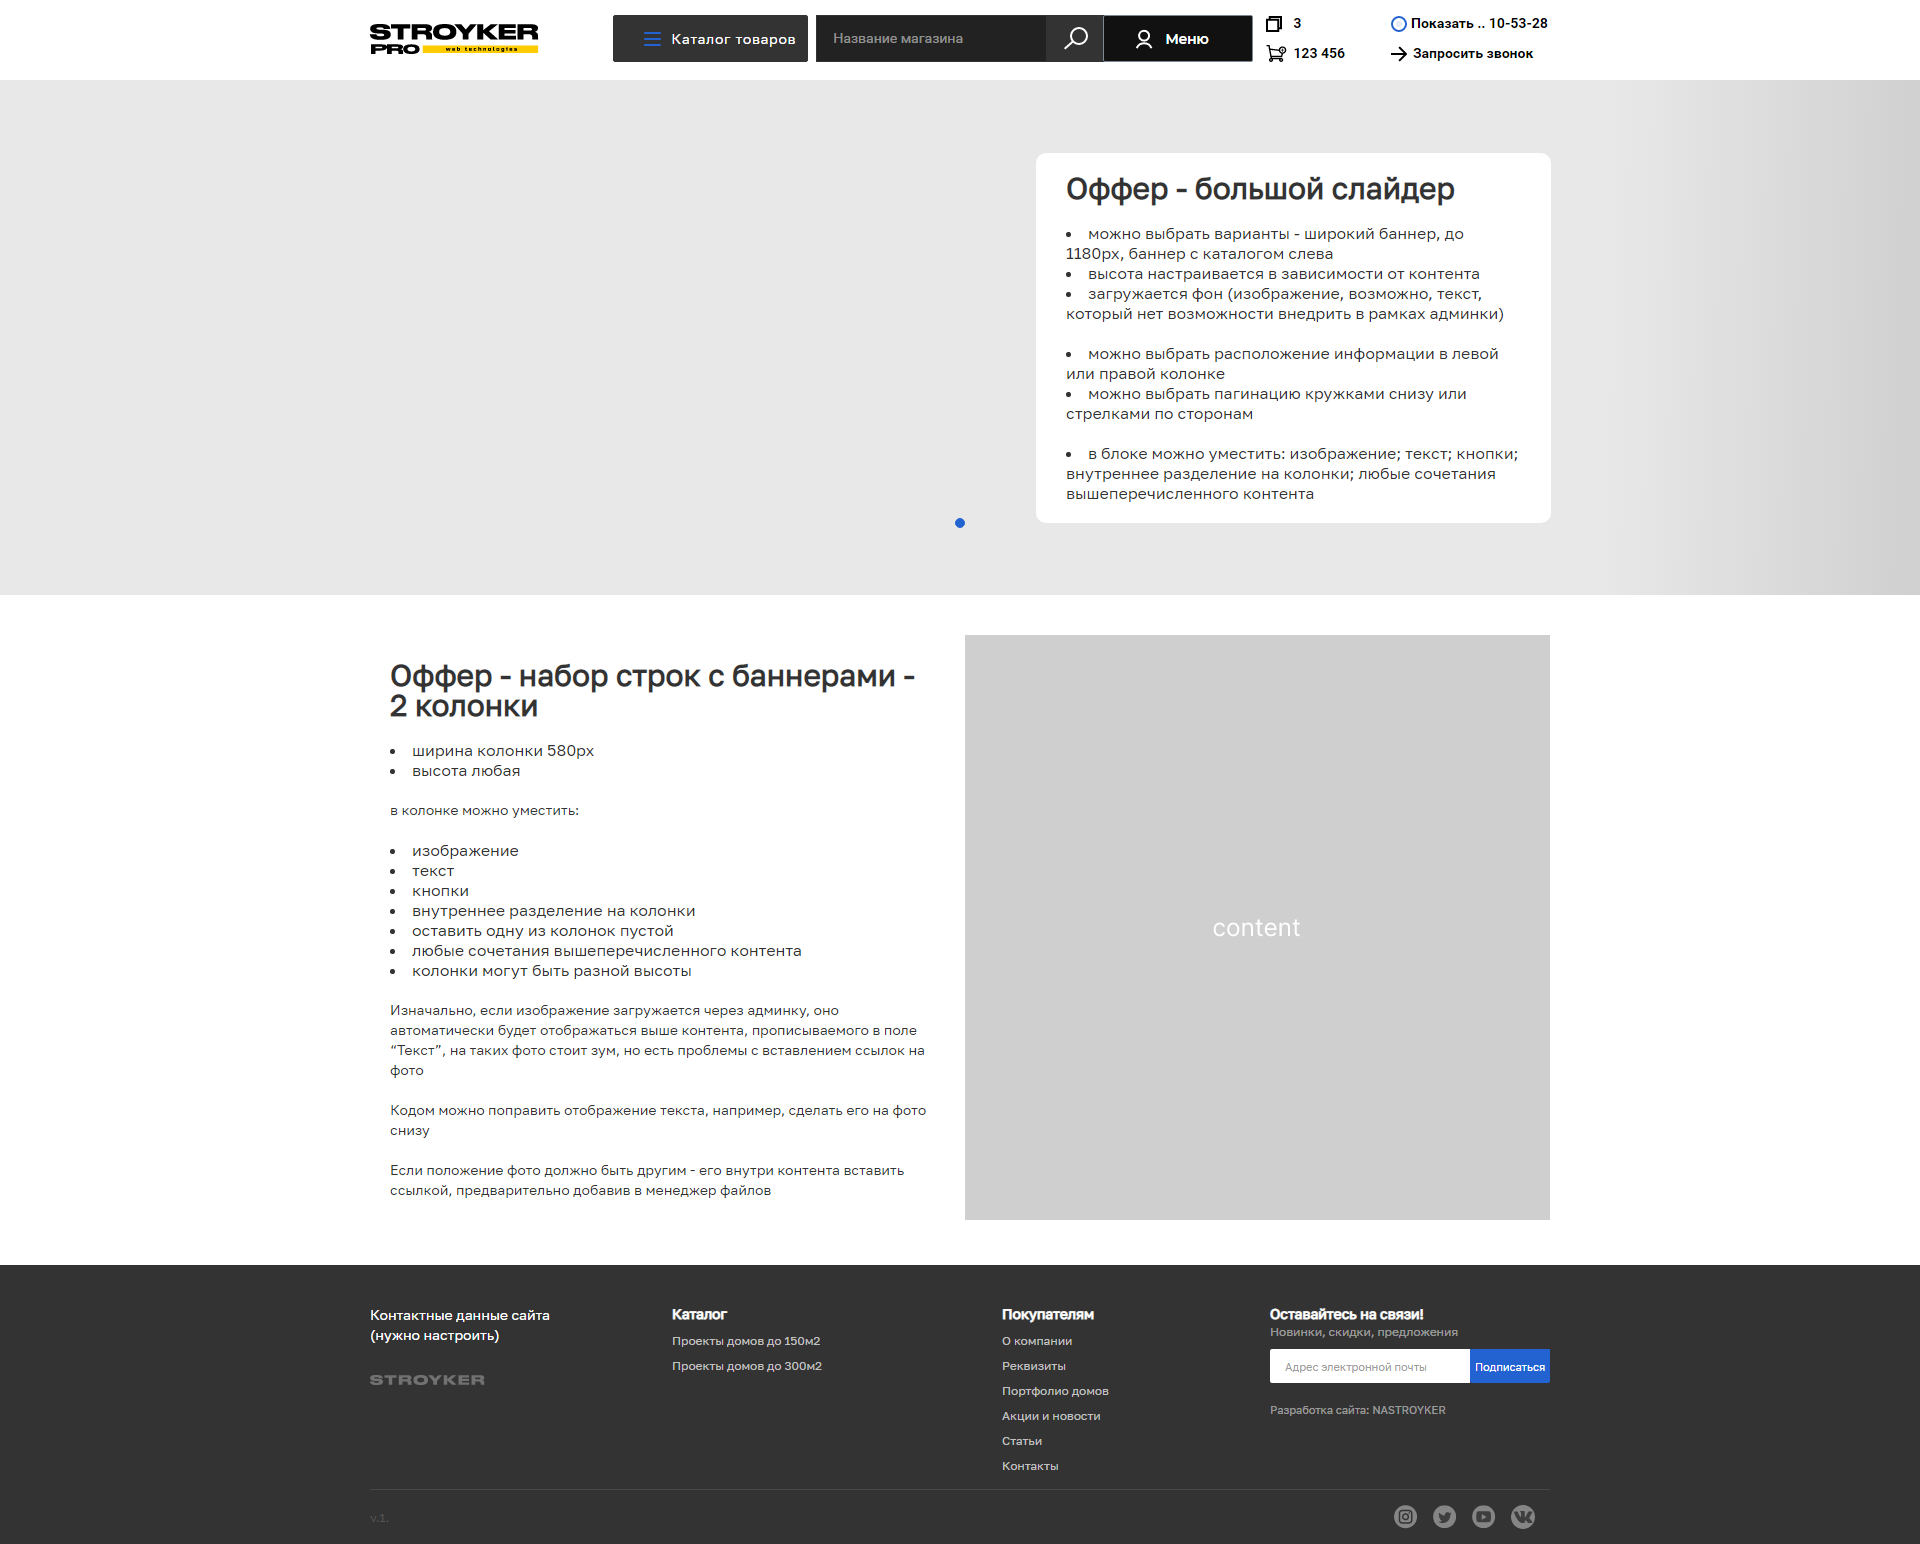 STROYKER
PRO web technologies
Каталог товаров
Название магазина
Меню
3
123 456
Показать .. 10-53-28
Запросить звонок
Оффер - большой слайдер
• можно выбрать варианты - широкий баннер, до
1180px, баннер с каталогом слева
• высота настраивается в зависимости от контента
• загружается фон (изображение, возможно, текст,
который нет возможности внедрить в рамках админки)
• можно выбрать расположение информации в левой
или правой колонке
• можно выбрать пагинацию кружками снизу или
стрелками по сторонам
• в блоке можно уместить: изображение; текст; кнопки;
внутреннее разделение на колонки; любые сочетания
вышеперечисленного контента
Оффер - набор строк с баннерами -
2 колонки
• ширина колонки 580px
• высота любая
в колонке можно уместить:
• изображение
• текст
• кнопки
• внутреннее разделение на колонки
• оставить одну из колонок пустой
• любые сочетания вышеперечисленного контента
• колонки могут быть разной высоты
Изначально, если изображение загружается через админку, оно
автоматически будет отображаться выше контента, прописываемого в поле
“Текст”, на таких фото стоит зум, но есть проблемы с вставлением ссылок на
фото
Кодом можно поправить отображение текста, например, сделать его на фото
снизу
Если положение фото должно быть другим - его внутри контента вставить
ссылкой, предварительно добавив в менеджер файлов
content
Контактные данные сайта
(нужно настроить)
STROYKER
Каталог
Проекты домов до 150м2
Проекты домов до 300м2
Покупателям
О компании
Реквизиты
Портфолио домов
Акции и новости
Статьи
Контакты
Оставайтесь на связи!
Новинки, скидки, предложения
Адрес электронной почты
Подписаться
Разработка сайта: NASTROYKER
v.1.